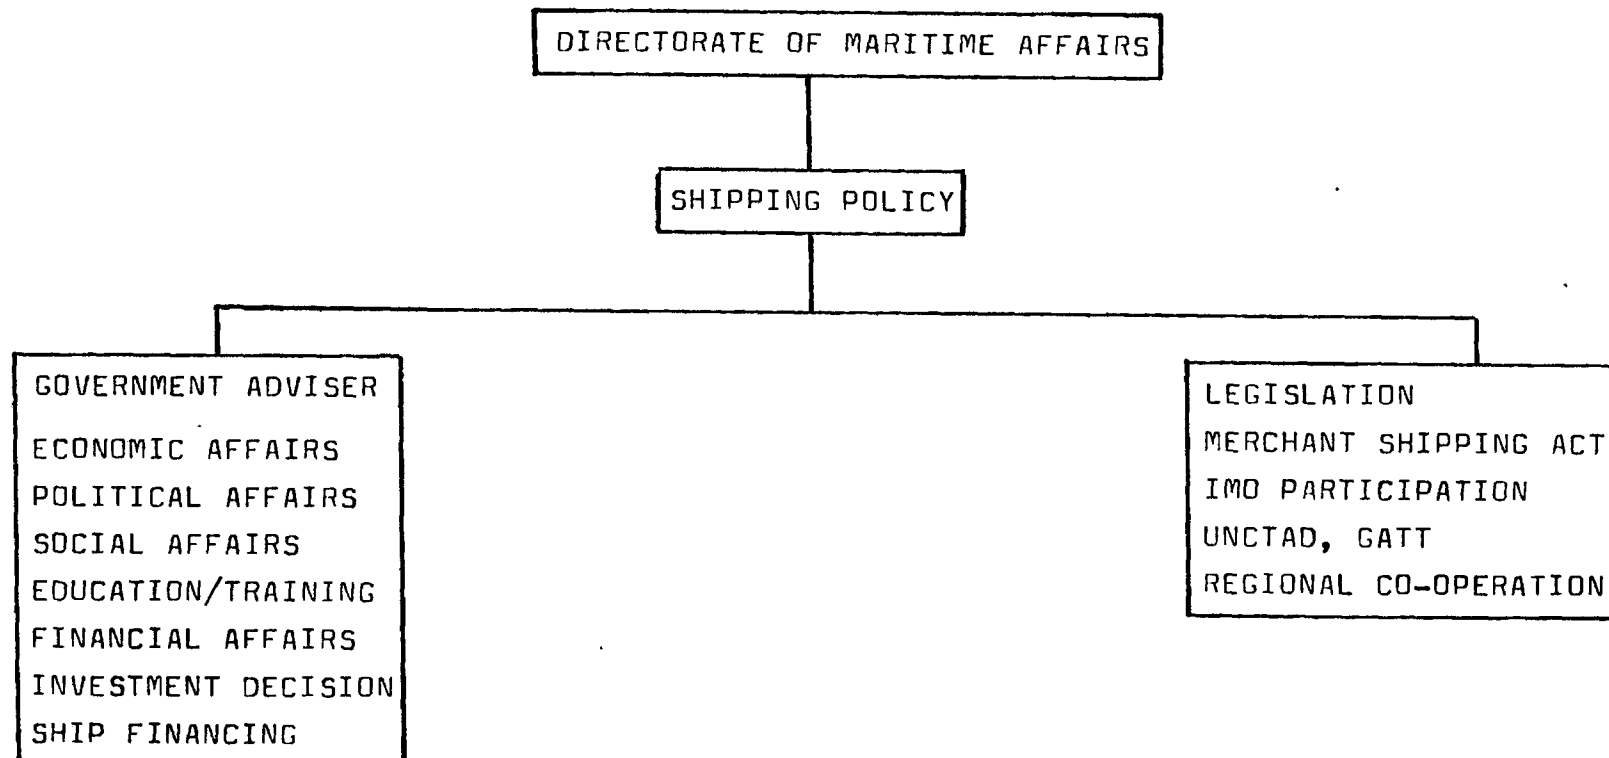 DIRECTORATE OF MARITIME AFFAIRS
SHIPPING POLICY
GOVERNMENT ADVISER
ECONOMIC AFFAIRS
POLITICAL AFFAIRS
SOCIAL AFFAIRS
EDUCATION/TRAINING
FINANCIAL AFFAIRS
INVESTMENT DECISION
SHIP FINANCING
LEGISLATION
MERCHANT SHIPPING ACT
IMO PARTICIPATION
UNCTAD, GATT
REGIONAL CO-OPERATION